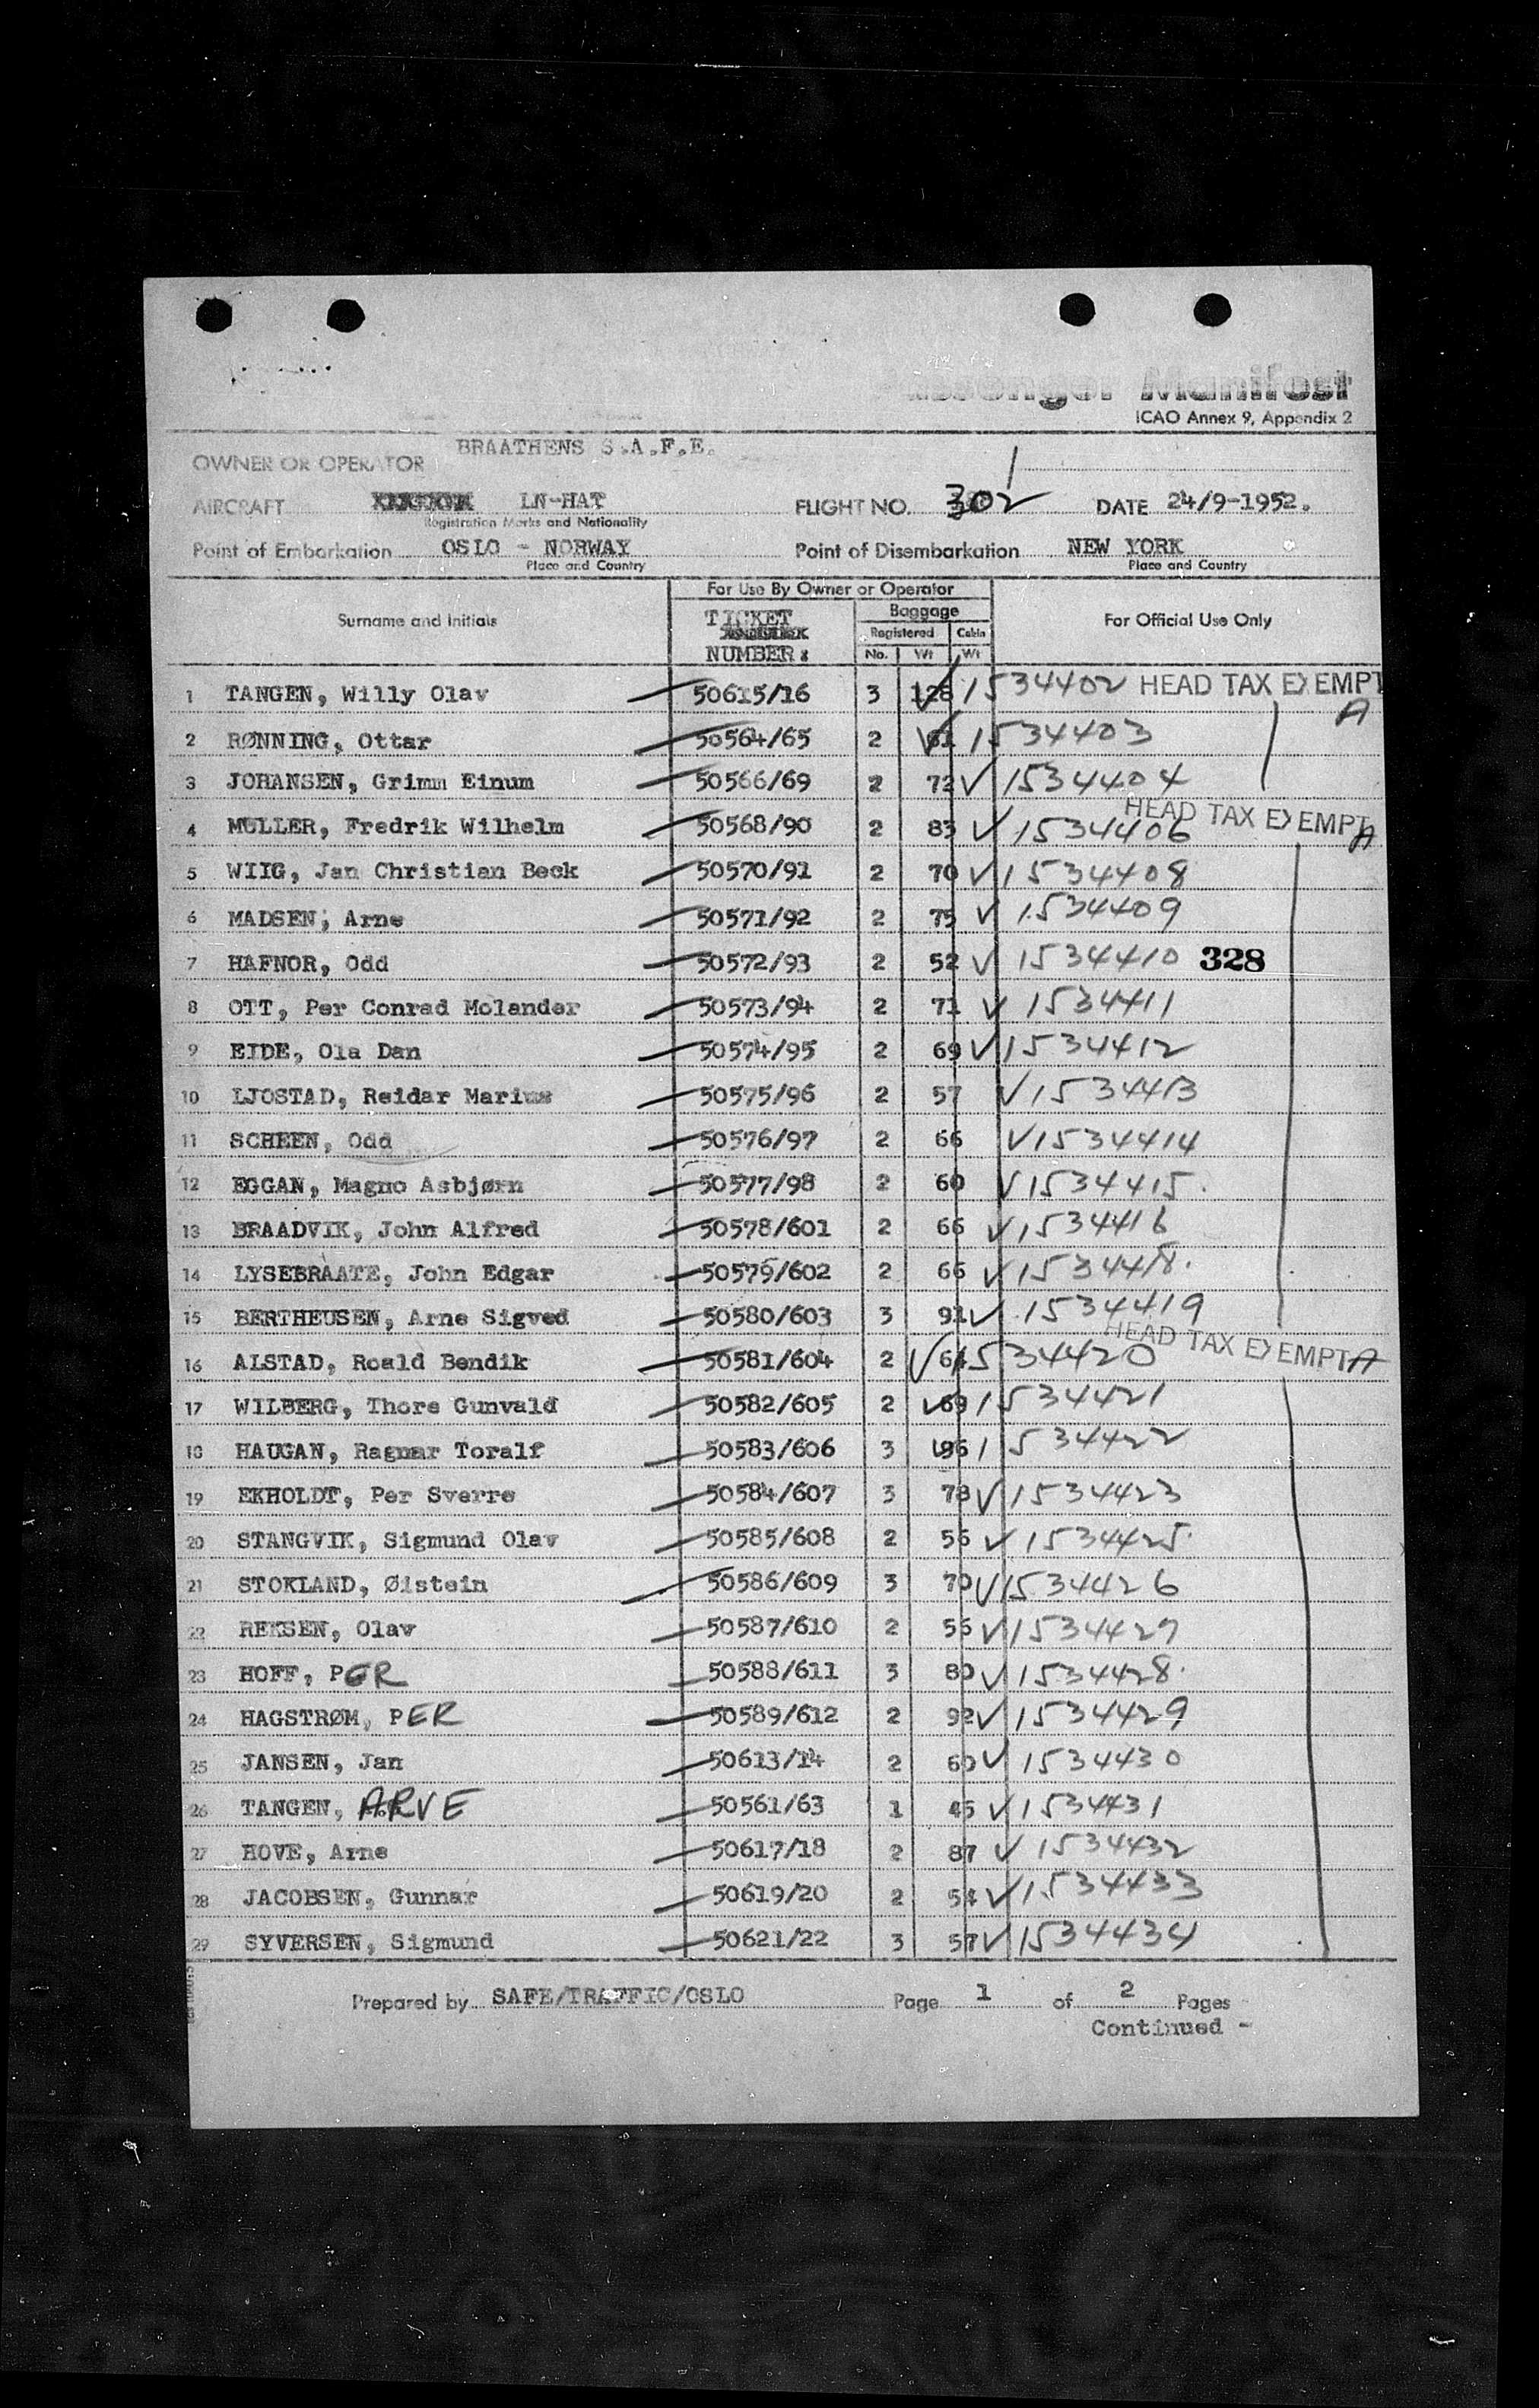 Passenger Manifest
ICAO Annex 9, Appendix 2
OWNER OR OPERATOR BRAATHENS S.A.F.E.
AIRCRAFT LN-HAT FLIGHT NO. 302 DATE 24/9-1952.
Registration Marks and Nationality
Point of Embarkation OSLO - NORWAY Point of Disembarkation NEW YORK
Place and Country Place and Country
For Use By Owner or Operator
Surname and Initials TICKET NUMBER: Baggage For Official Use Only
Registered Cabin
No. Wt Wt
1 TANGEN, Willy Olav 50615/16 3 128 1534402 HEAD TAX EXEMPT
A
2 RØNNING, Ottar 50564/65 2 61 1534403
3 JOHANSEN, Grimm Einum 50566/69 2 72 1534404
HEAD TAX EXEMPT A
4 MULLER, Fredrik Wilhelm 50568/90 2 83 1534406
5 WIIG, Jan Christian Beck 50570/91 2 70 1534408
6 MADSEN, Arne 50571/92 2 75 1534409
7 HAFNOR, Odd 50572/93 2 52 1534410 328
8 OTT, Per Conrad Molander 50573/94 2 71 1534411
9 EIDE, Ola Dan 50574/95 2 69 1534412
10 LJOSTAD, Reidar Marius 50575/96 2 57 1534413
11 SCHEEN, Odd 50576/97 2 66 1534414
12 EGGAN, Magno Asbjørn 50577/98 2 60 1534415
13 BRAADVIK, John Alfred 50578/601 2 66 1534416
14 LYSEBRAATE, John Edgar 50579/602 2 66 1534418
15 BERTHEUSEN, Arne Sigved 50580/603 3 91 1534419
HEAD TAX EXEMPT A
16 ALSTAD, Roald Bendik 50581/604 2 64 1534420
17 WILBERG, Thore Gunvald 50582/605 2 69 1534421
18 HAUGAN, Ragnar Toralf 50583/606 3 96 1534422
19 EKHOLDT, Per Sverre 50584/607 3 78 1534423
20 STANGVIK, Sigmund Olav 50585/608 2 56 1534425
21 STOKLAND, Øistein 50586/609 3 70 1534426
22 REKSEN, Olav 50587/610 2 56 1534427
23 HOFF, PER 50588/611 3 80 1534428
24 HAGSTRØM, PER 50589/612 2 92 1534429
25 JANSEN, Jan 50613/14 2 60 1534430
26 TANGEN, ARVE 50561/63 1 45 1534431
27 HOVE, Arne 50617/18 2 87 1534432
28 JACOBSEN, Gunnar 50619/20 2 54 1534433
29 SYVERSEN, Sigmund 50621/22 3 57 1534434
Prepared by SAFE/TRAFFIC/OSLO Page 1 of 2 Pages
Continued -